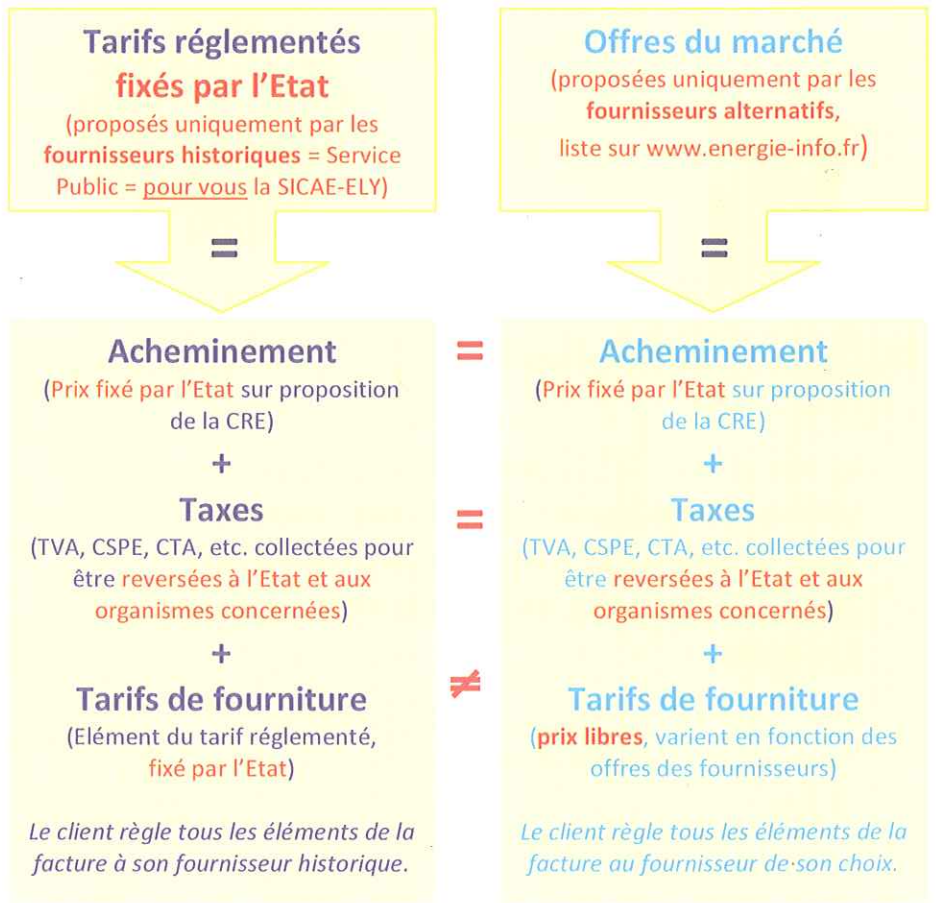 Tarifs réglementés
fixés par l'Etat
(proposés uniquement par les
fournisseurs historiques = Service
Public = pour vous la SICAE-ELY)
=
Acheminement
(Prix fixé par l'Etat sur proposition
de la CRE)
+
Taxes
(TVA, CSPE, CTA, etc. collectées pour
être reversées à l'Etat et aux
organismes concernées)
+
Tarifs de fourniture
(Elément du tarif réglementé,
fixé par l'Etat)
Le client règle tous les éléments de la
facture à son fournisseur historique.
=
=
≠
Offres du marché
(proposées uniquement par les
fournisseurs alternatifs,
liste sur www.energie-info.fr)
=
Acheminement
(Prix fixé par l'Etat sur proposition
de la CRE)
+
Taxes
(TVA, CSPE, CTA, etc. collectées pour
être reversées à l'Etat et aux
organismes concernés)
+
Tarifs de fourniture
(prix libres, varient en fonction des
offres des fournisseurs)
Le client règle tous les éléments de la
facture au fournisseur de son choix.